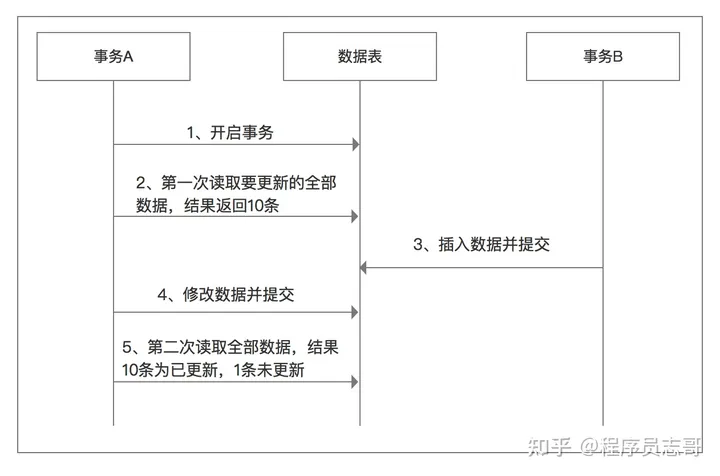 事务A
数据表
事务B
1、开启事务
2、第一次读取要更新的全部
数据，结果返回10条
3、插入数据并提交
4、修改数据并提交
5、第二次读取全部数据，结果
10条为已更新，1条未更新
知乎 @程序员志哥